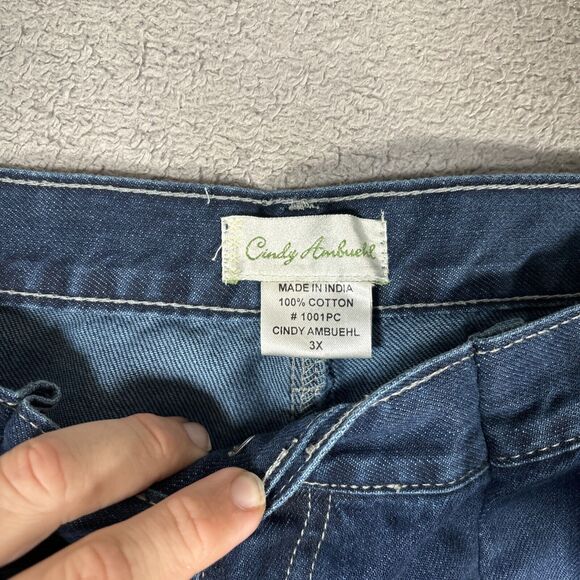 Cindy Ambuehl
MADE IN INDIA
100% COTTON
# 1001PC
CINDY AMBUEHL
3X